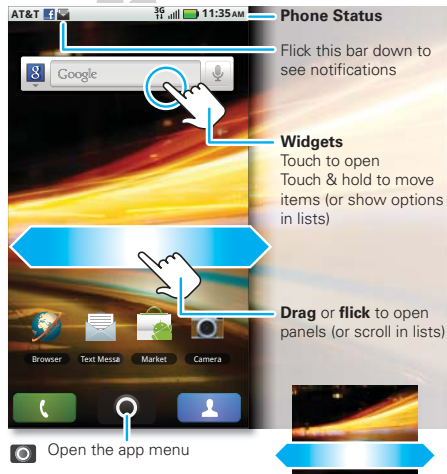 AT&T 3G 11:35 AM
Phone Status
Flick this bar down to
see notifications
Google
Widgets
Touch to open
Touch & hold to move
items (or show options
in lists)
Drag or flick to open
panels (or scroll in lists)
Browser Text Messa Market Camera
Open the app menu